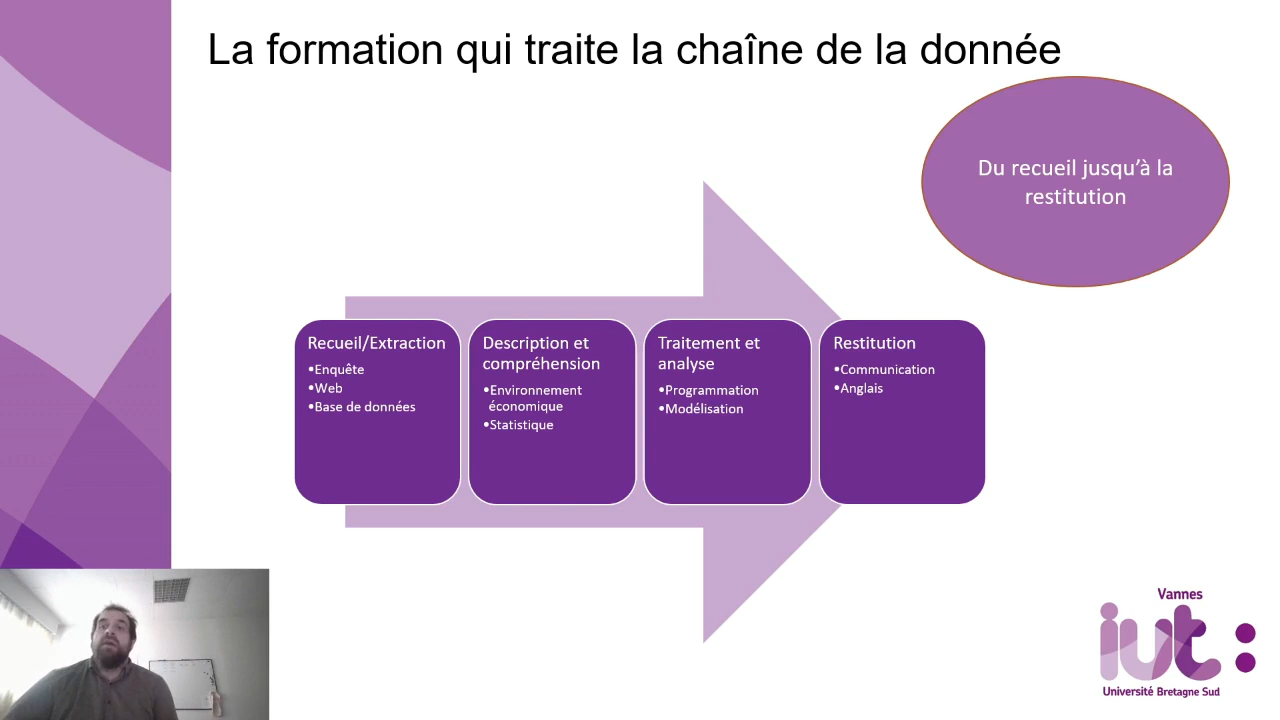 La formation qui traite la chaîne de la donnée
Du recueil jusqu’à la
restitution
Recueil/Extraction
•Enquête
•Web
•Base de données
Description et
compréhension
•Environnement
économique
•Statistique
Traitement et
analyse
•Programmation
•Modélisation
Restitution
•Communication
•Anglais
Vannes
iut:
Université Bretagne Sud